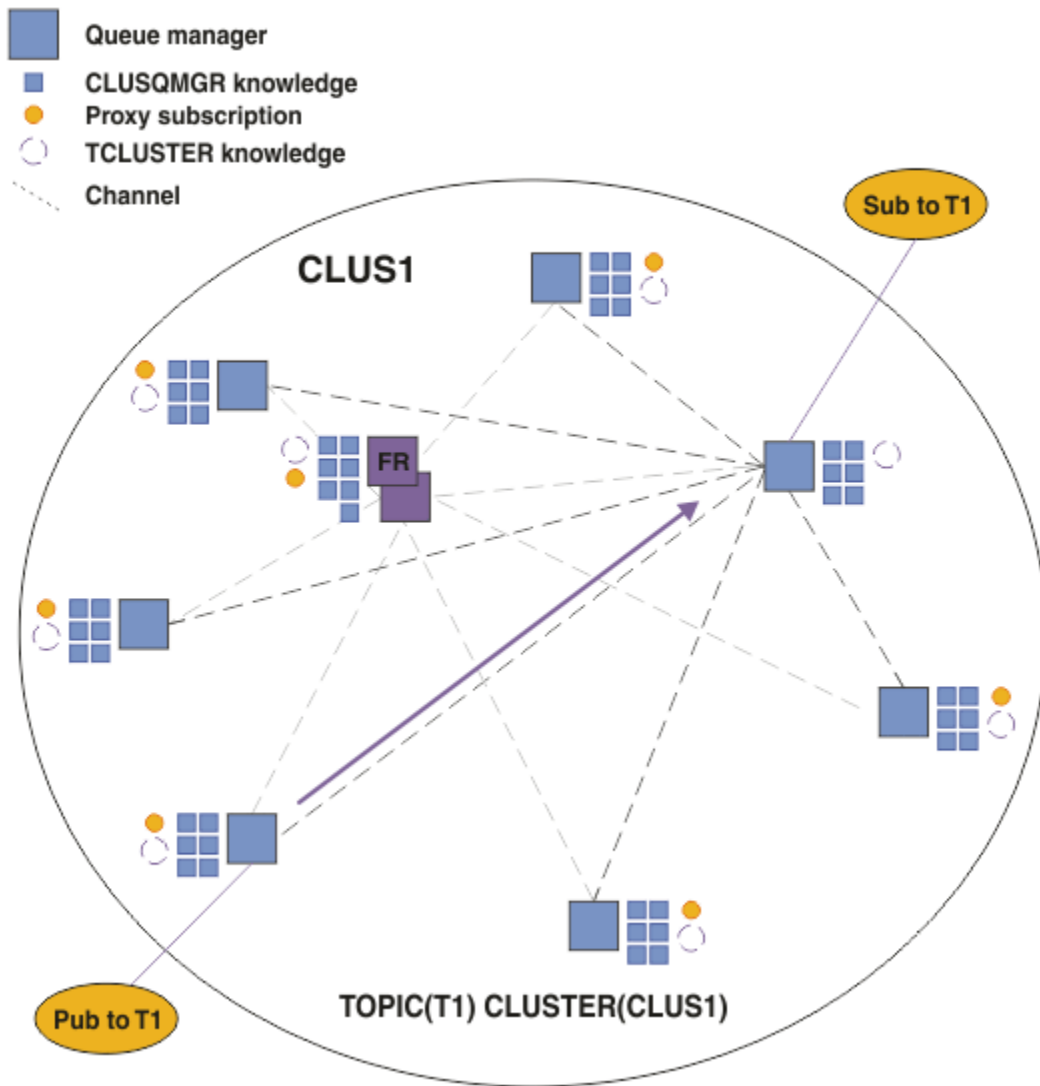 Queue manager
CLUSQMGR knowledge
Proxy subscription
TCLUSTER knowledge
Channel
Sub to T1
CLUS1
FR
TOPIC(T1) CLUSTER(CLUS1)
Pub to T1